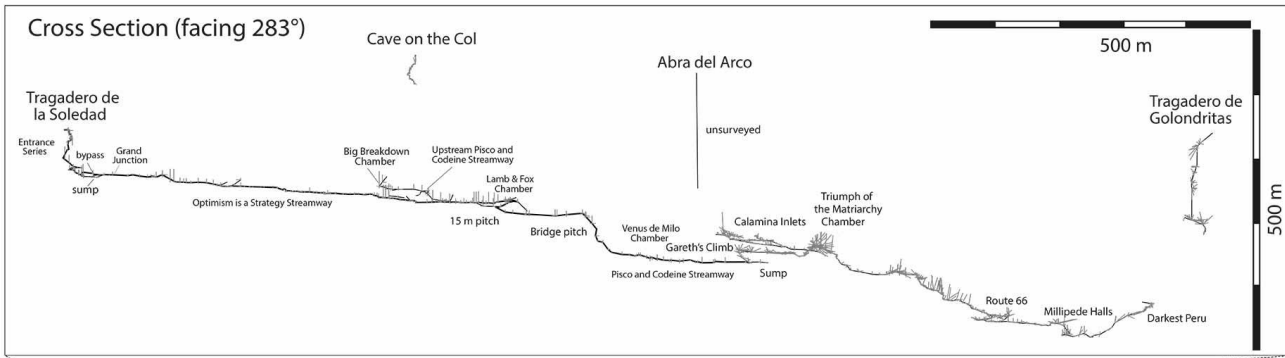 Cross Section (facing 283°)
500 m
Cave on the Col
Abra del Arco
Tragadero de
la Soledad
Tragadero de
Golondritas
unsurveyed
Entrance
Series
bypass
Grand
Junction
sump
Big Breakdown
Chamber
Upstream Pisco and
Codeine Streamway
Lamb & Fox
Chamber
Optimism is a Strategy Streamway
15 m pitch
Bridge pitch
Venus de Milo
Chamber
Calamina Inlets
Triumph of
the Matriarchy
Chamber
Gareth's Climb
Pisco and Codeine Streamway
Sump
Route 66
Millipede Halls
Darkest Peru
500 m